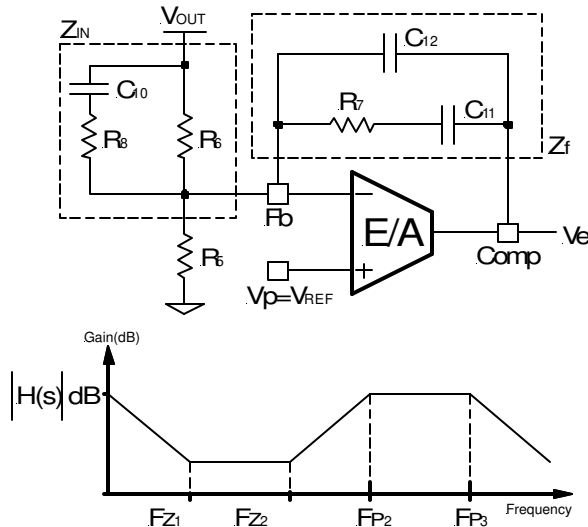 VOUT
ZIN
C12
C10
R7
C11
R8
R6
Zf
Fb
E/A
R5
Comp
Ve
Vp=VREF
Gain(dB)
|H(s)| dB
FZ1
FZ2
FP2
FP3
Frequency